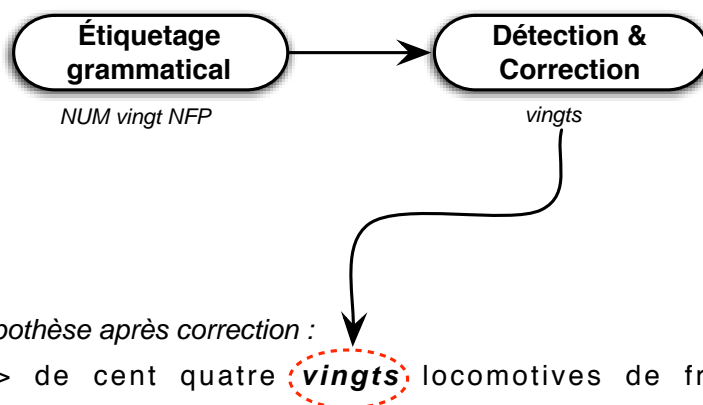 Étiquetage
grammatical
Détection &
Correction
NUM vingt NFP
vingts
pothèse après correction :
> de cent quatre vingts locomotives de fr